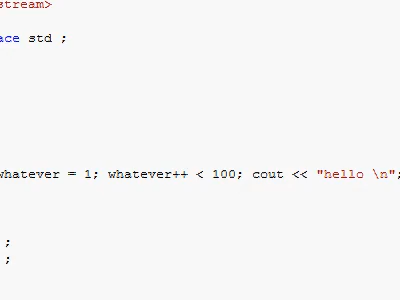 stream>
ace std ;
whatever = 1; whatever++ < 100; cout << "hello \n";
;
;